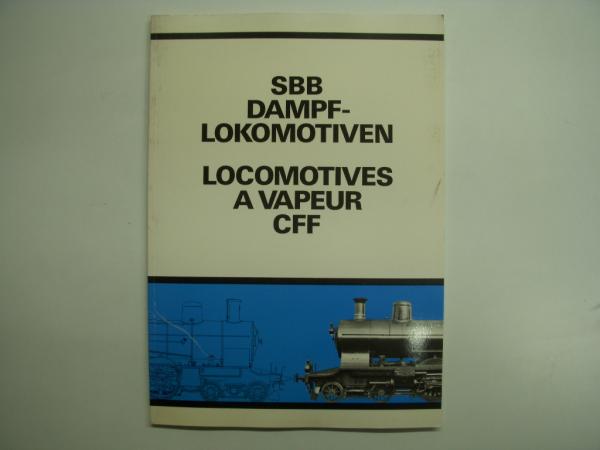 SBB
DAMPF-
LOKOMOTIVEN
LOCOMOTIVES
A VAPEUR
CFF